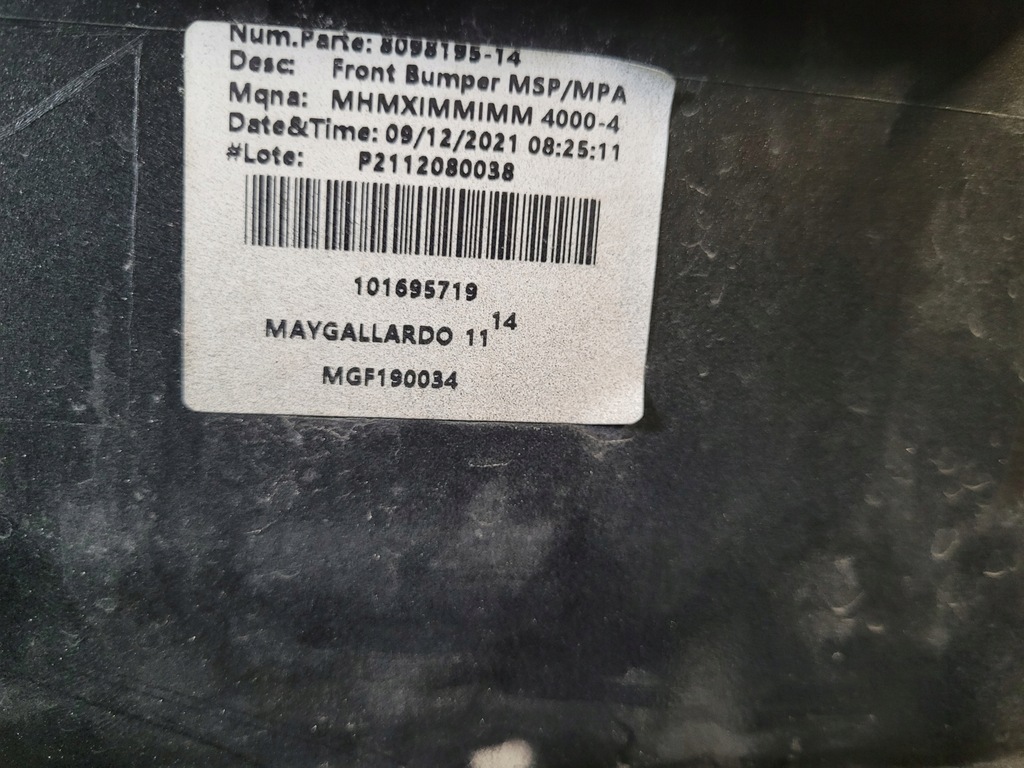 Num.Parte: 8098195-14
Desc: Front Bumper MSP/MPA
Mqna: MHMXIMMIMM 4000-4
Date&Time: 09/12/2021 08:25:11
#Lote: P2112080038
101695719
MAYGALLARDO 11 14
MGF190034